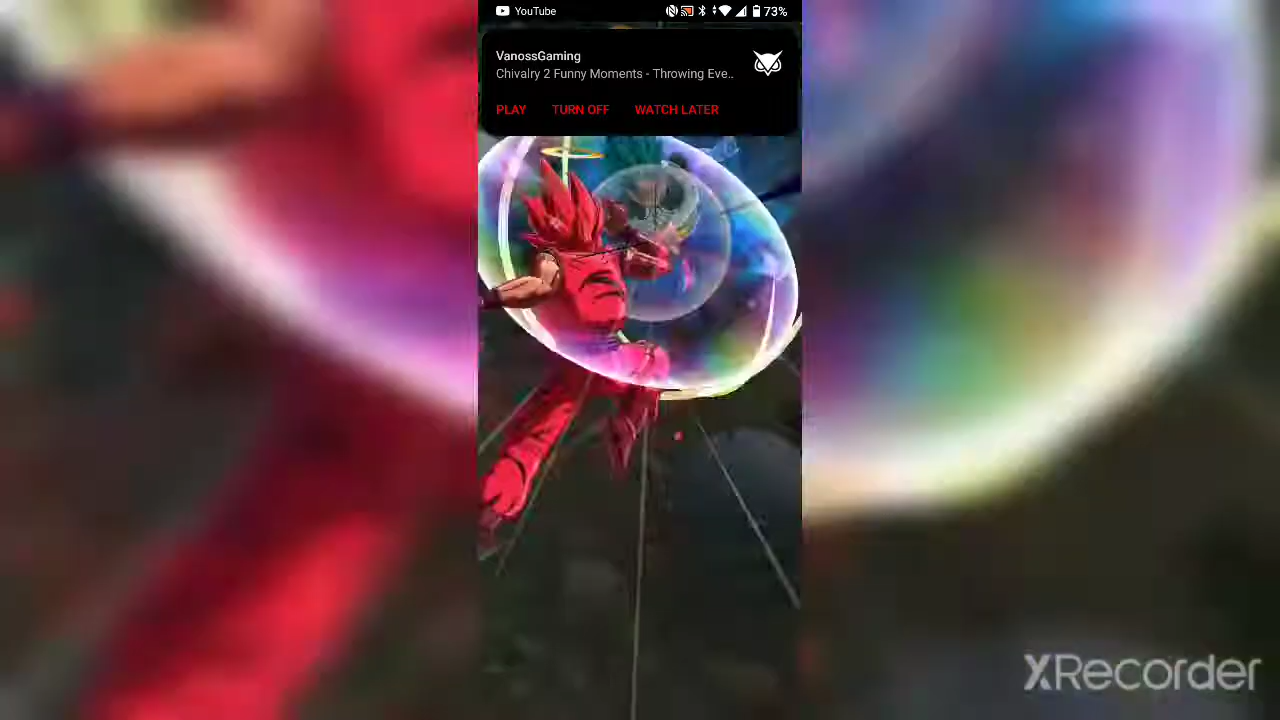 YouTube
73%
VanossGaming
Chivalry 2 Funny Moments - Throwing Eve..
PLAY TURN OFF WATCH LATER
XRecorder